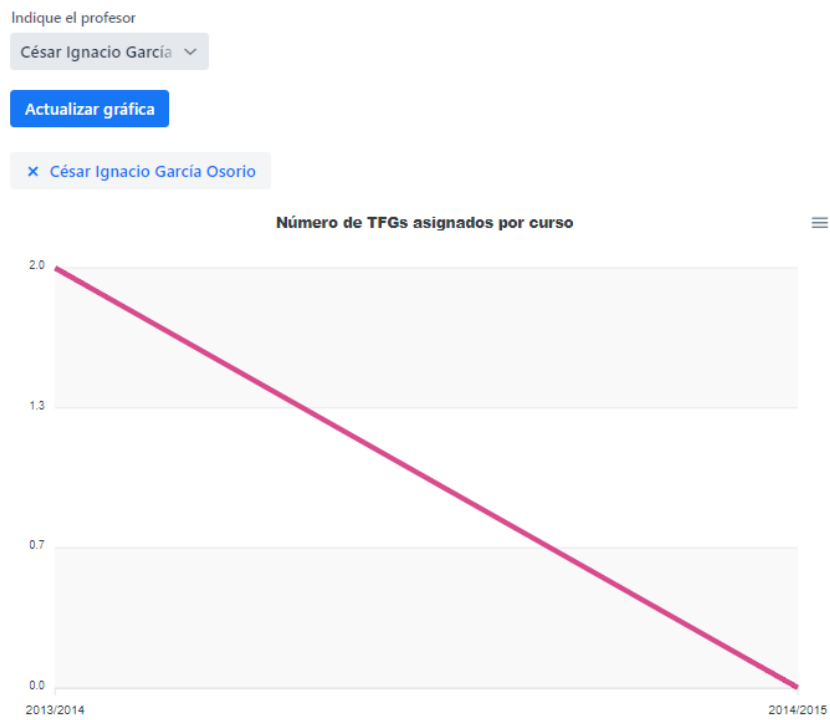 Indique el profesor
César Ignacio García
Actualizar gráfica
× César Ignacio García Osorio
Número de TFGs asignados por curso
2.0
1.3
0.7
0.0
2013/2014
2014/2015